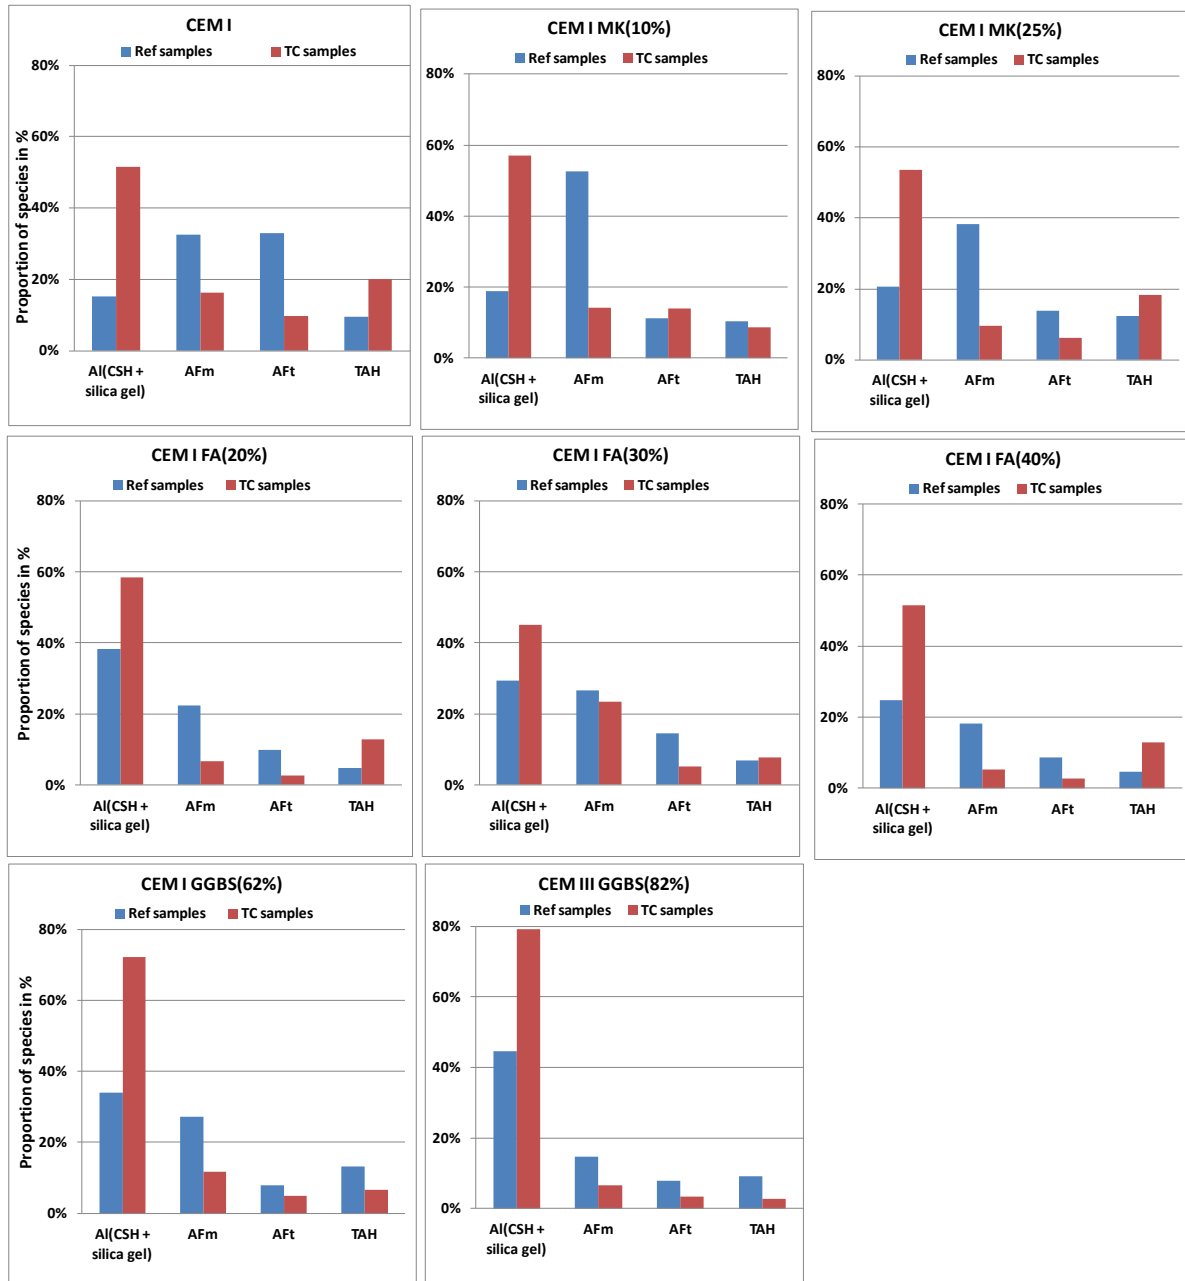 CEM I
Ref samples TC samples
Proportion of species in %
80%
60%
40%
20%
0%
Al(CSH + silica gel) AFm AFt TAH
CEM I MK(10%)
Ref samples TC samples
80%
60%
40%
20%
0%
Al(CSH + silica gel) AFm AFt TAH
CEM I MK(25%)
Ref samples TC samples
80%
60%
40%
20%
0%
Al(CSH + silica gel) AFm AFt TAH
CEM I FA(20%)
Ref samples TC samples
Proportion of species in %
80%
60%
40%
20%
0%
Al(CSH + silica gel) AFm AFt TAH
CEM I FA(30%)
Ref samples TC samples
80%
60%
40%
20%
0%
Al(CSH + silica gel) AFm AFt TAH
CEM I FA(40%)
Ref samples TC samples
80%
60%
40%
20%
0%
Al(CSH + silica gel) AFm AFt TAH
CEM I GGBS(62%)
Ref samples TC samples
Proportion of species in %
80%
60%
40%
20%
0%
Al(CSH + silica gel) AFm AFt TAH
CEM III GGBS(82%)
Ref samples TC samples
80%
60%
40%
20%
0%
Al(CSH + silica gel) AFm AFt TAH